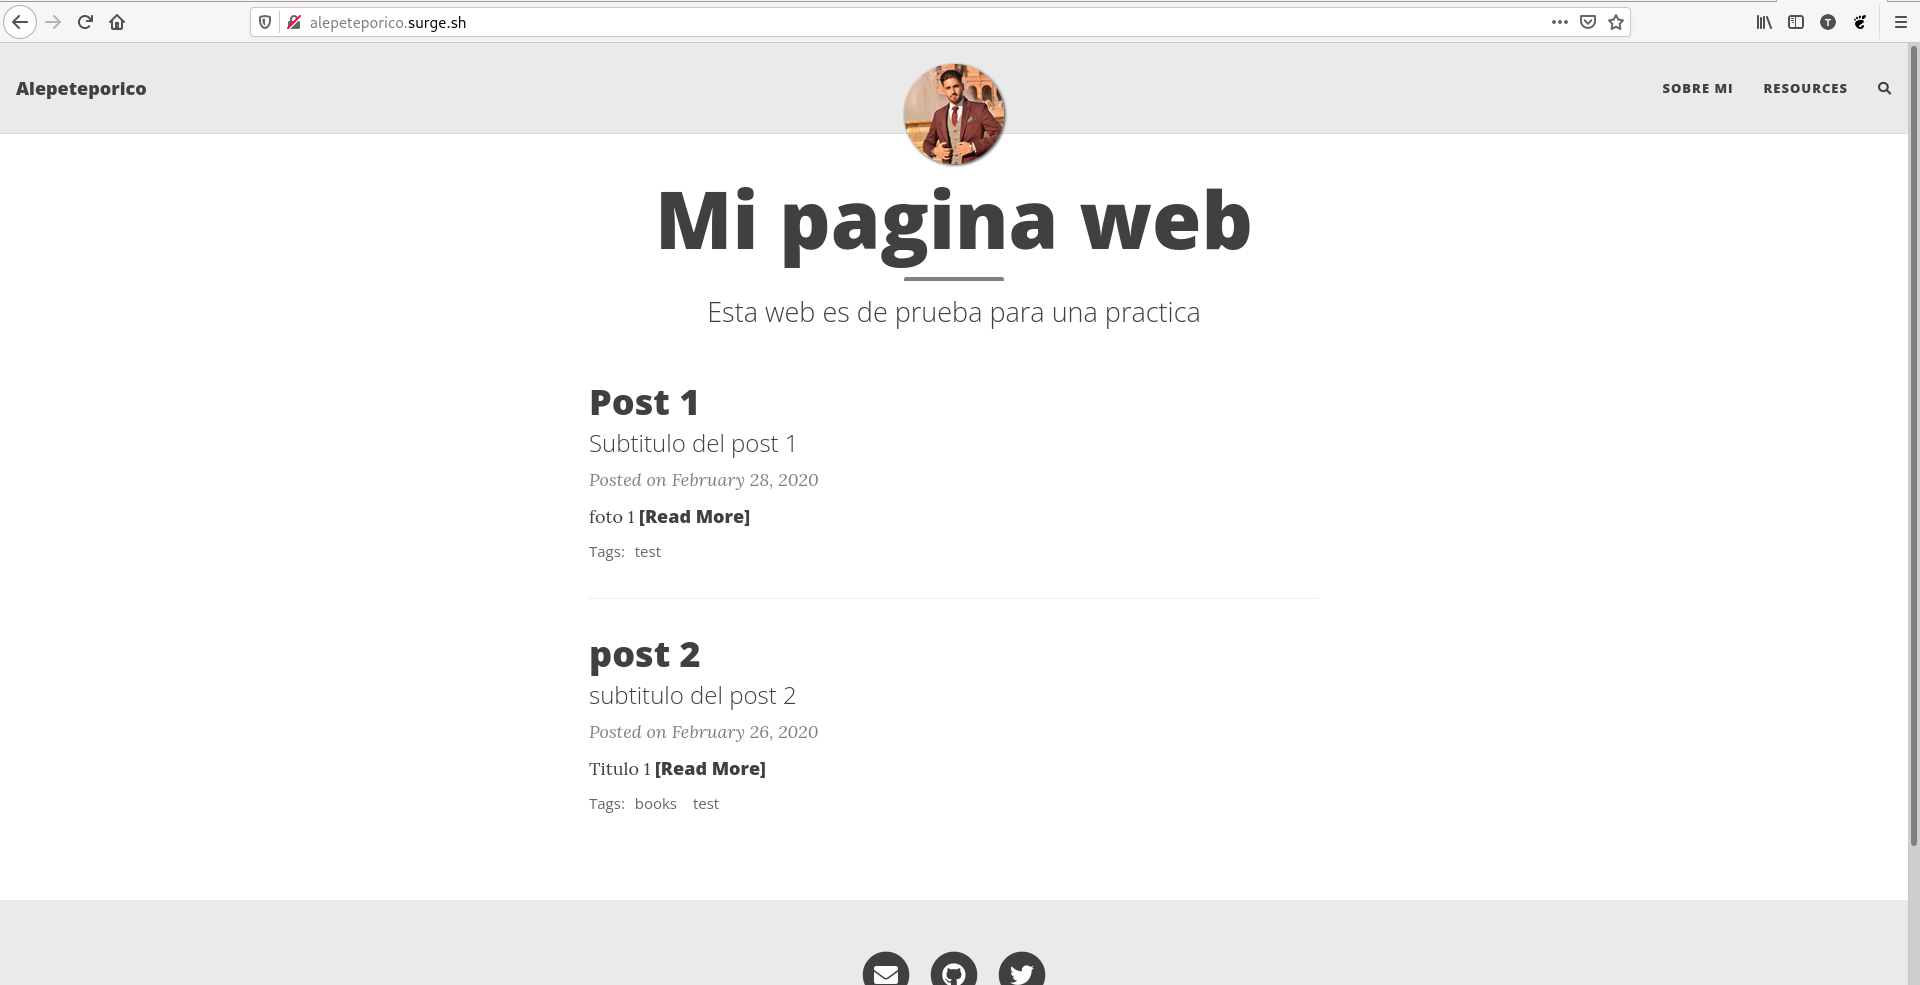 alepeteporico.surge.sh
T
Alepeteporico
SOBRE MI
RESOURCES
Mi pagina web
Esta web es de prueba para una practica
Post 1
Subtitulo del post 1
Posted on February 28, 2020
foto 1 [Read More]
Tags: test
post 2
subtitulo del post 2
Posted on February 26, 2020
Titulo 1 [Read More]
Tags: books test